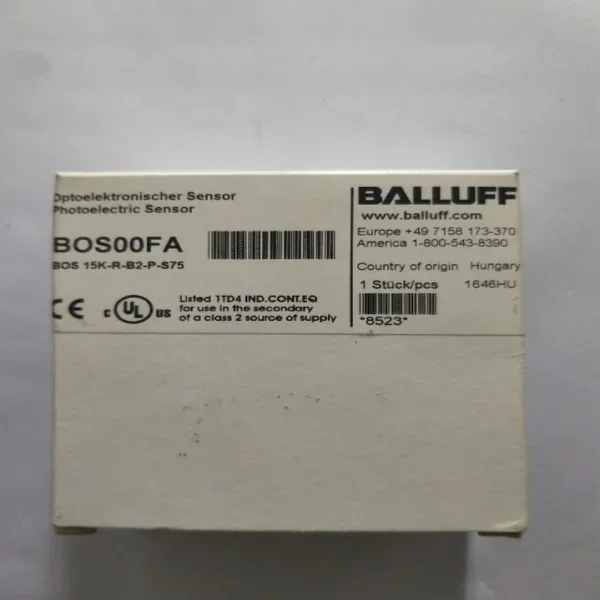 Optoelektronischer Sensor
Photoelectric Sensor
BOS00FA
BOS 15K-R-B2-P-S75
CE c UL us
Listed 1TD4 IND.CONT.EQ
for use in the secondary
of a class 2 source of supply
BALLUFF
www.balluff.com
Europe +49 7158 173-370
America 1-800-543-8390
Country of origin Hungary
1 Stück/pcs 1646HU
*8523*